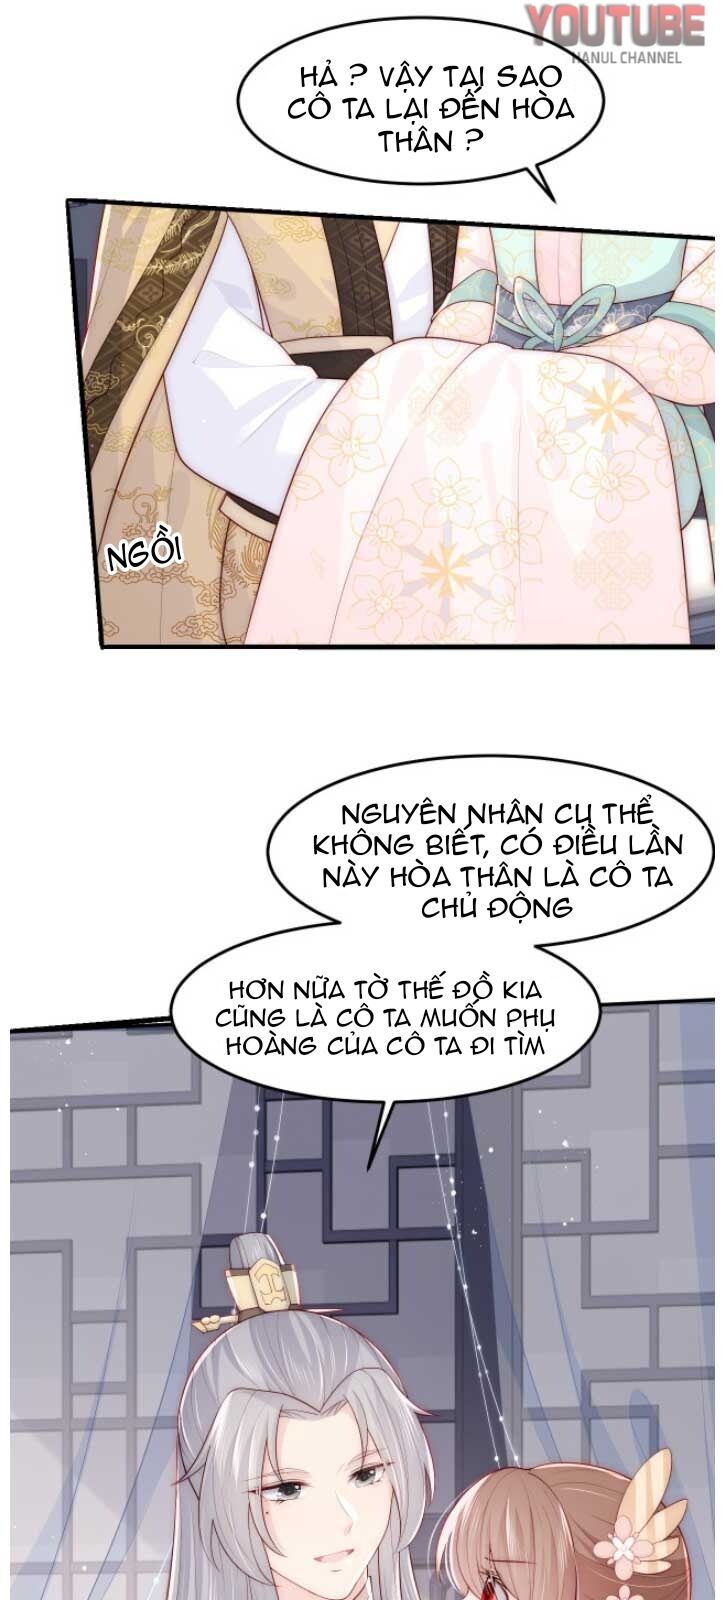 YOUTUBE
HANUL CHANNEL
HẢ ? VẬY TẠI SAO
CÔ TA LẠI ĐẾN HÒA
THÂN ?
NGỒI
NGUYÊN NHÂN CỤ THỂ
KHÔNG BIẾT, CÓ ĐIỀU LẦN
NÀY HÒA THÂN LÀ CÔ TA
CHỦ ĐỘNG
HƠN NỮA TỜ THẾ ĐỒ KIA
CŨNG LÀ CÔ TA MUỐN PHỤ
HOÀNG CỦA CÔ TA ĐI TÌM